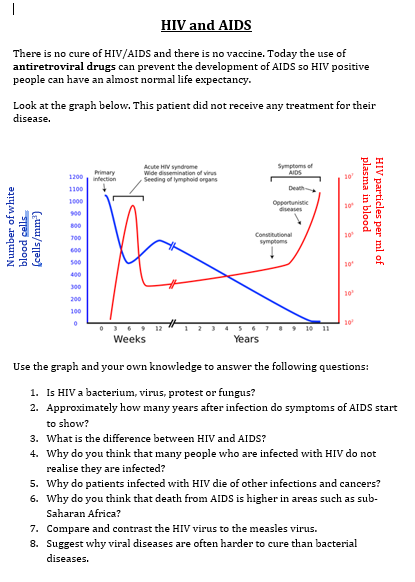 HIV and AIDS
There is no cure of HIV/AIDS and there is no vaccine. Today the use of
antiretroviral drugs can prevent the development of AIDS so HIV positive
people can have an almost normal life expectancy.
Look at the graph below. This patient did not receive any treatment for their
disease.
Number of white
blood cells
(cells/mm³)
HIV particles per ml of
plasma in blood
Primary
infection
Acute HIV syndrome
Wide dissemination of virus
Seeding of lymphoid organs
Symptoms of
AIDS
Death
Opportunistic
diseases
Constitutional
symptoms
1200
1100
1000
900
800
700
600
500
400
300
200
100
0
10⁷
10⁶
10⁵
10⁴
10³
10²
0 3 6 9 12 1 2 3 4 5 6 7 8 9 10 11
Weeks Years
Use the graph and your own knowledge to answer the following questions:
1. Is HIV a bacterium, virus, protest or fungus?
2. Approximately how many years after infection do symptoms of AIDS start
to show?
3. What is the difference between HIV and AIDS?
4. Why do you think that many people who are infected with HIV do not
realise they are infected?
5. Why do patients infected with HIV die of other infections and cancers?
6. Why do you think that death from AIDS is higher in areas such as sub-
Saharan Africa?
7. Compare and contrast the HIV virus to the measles virus.
8. Suggest why viral diseases are often harder to cure than bacterial
diseases.